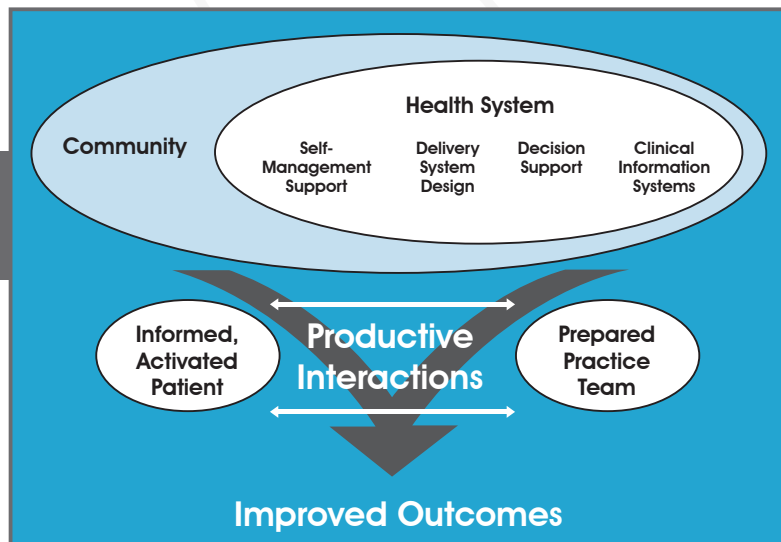 Health System
Community
Self-
Management
Support
Delivery
System
Design
Decision
Support
Clinical
Information
Systems
Informed,
Activated
Patient
Productive
Interactions
Prepared
Practice
Team
Improved Outcomes